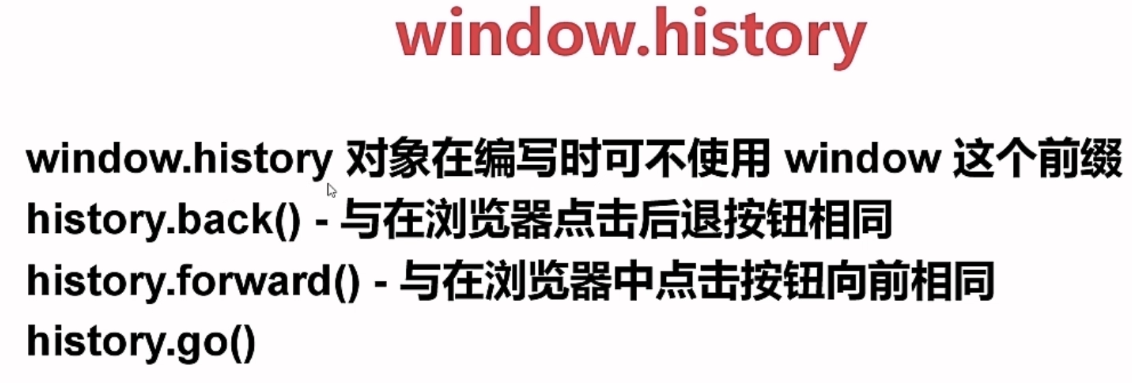 window.history
window.history 对象在编写时可不使用 window 这个前缀
history.back() - 与在浏览器点击后退按钮相同
history.forward() - 与在浏览器中点击按钮向前相同
history.go()